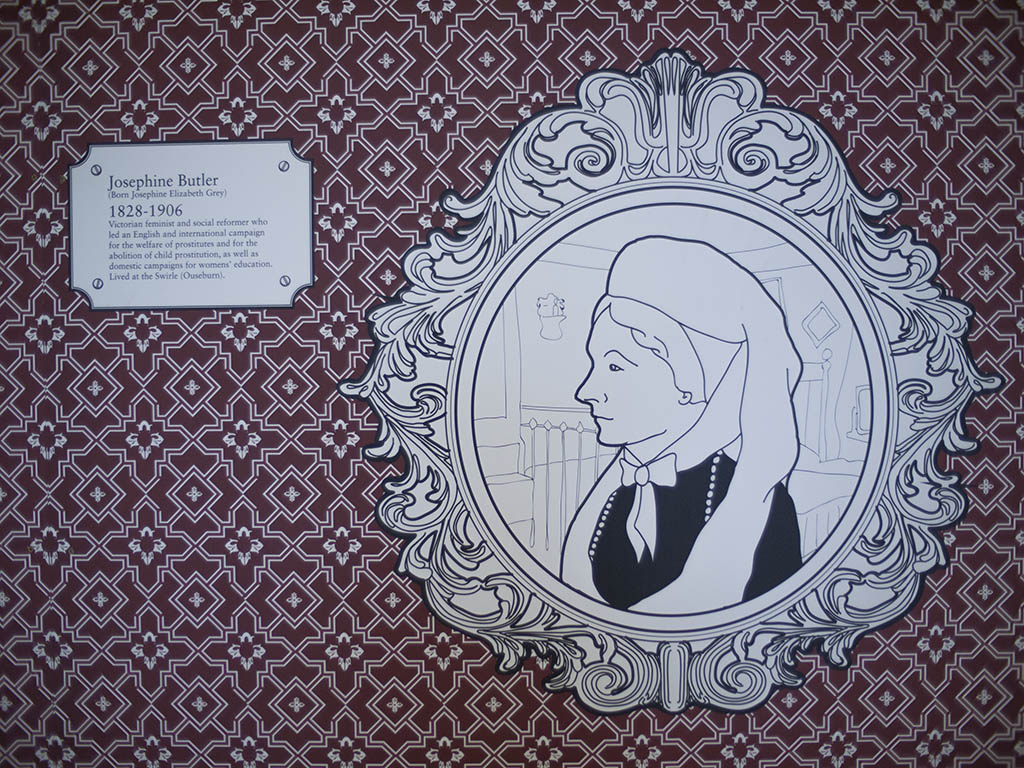 Josephine Butler
(Born Josephine Elizabeth Grey)
1828-1906
Victorian feminist and social reformer who
led an English and international campaign
for the welfare of prostitutes and for the
abolition of child prostitution, as well as
domestic campaigns for womens' education.
Lived at the Swirle (Ouseburn).